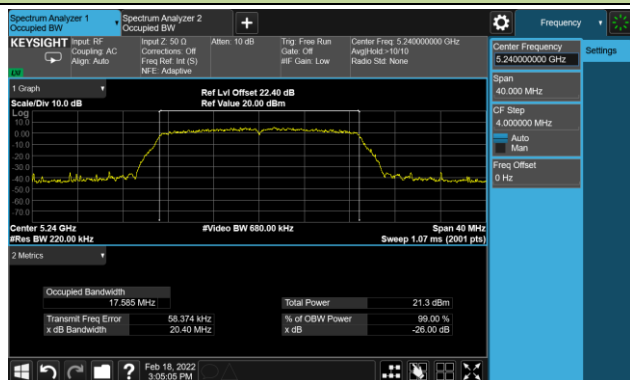 Spectrum Analyzer 1
Occupied BW
Spectrum Analyzer 2
Occupied BW
Frequency
KEYSIGHT
Input: RF
Coupling: AC
Align: Auto
Input Z: 50 Ω
Corrections: Off
Freq Ref: Int (S)
NFE: Adaptive
Atten: 10 dB
Trig: Free Run
Gate: Off
#IF Gain: Low
Center Freq: 5.240000000 GHz
Avg|Hold:>10/10
Radio Std: None
Center Frequency
5.240000000 GHz
Settings
Span
40.000 MHz
CF Step
4.000000 MHz
Auto
Man
Freq Offset
0 Hz
1 Graph
Scale/Div 10.0 dB
Ref Lvl Offset 22.40 dB
Ref Value 20.00 dBm
Log
10.0
0.00
-10.0
-20.0
-30.0
-40.0
-50.0
-60.0
-70.0
Center 5.24 GHz
#Res BW 220.00 kHz
#Video BW 680.00 kHz
Span 40 MHz
Sweep 1.07 ms (2001 pts)
2 Metrics
Occupied Bandwidth
17.585 MHz
Transmit Freq Error 58.374 kHz
x dB Bandwidth 20.40 MHz
Total Power 21.3 dBm
% of OBW Power 99.00 %
x dB -26.00 dB
Feb 18, 2022
3:05:05 PM